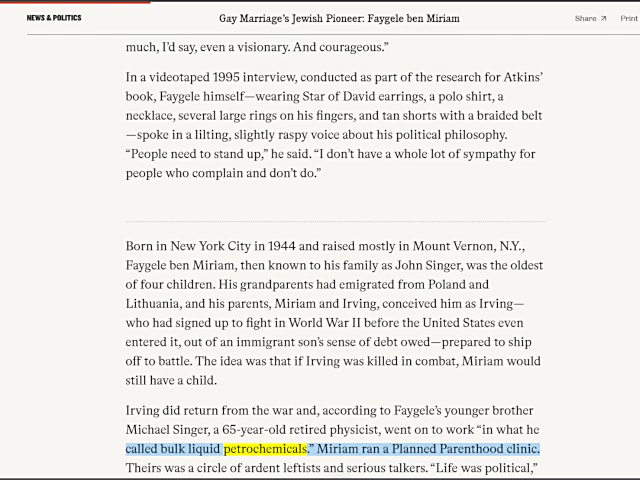 NEWS & POLITICS
Gay Marriage's Jewish Pioneer: Faygele ben Miriam
Share ↗ Print
much, I'd say, even a visionary. And courageous."
In a videotaped 1995 interview, conducted as part of the research for Atkins'
book, Faygele himself—wearing Star of David earrings, a polo shirt, a
necklace, several large rings on his fingers, and tan shorts with a braided belt
—spoke in a lilting, slightly raspy voice about his political philosophy.
"People need to stand up," he said. "I don't have a whole lot of sympathy for
people who complain and don't do."
Born in New York City in 1944 and raised mostly in Mount Vernon, N.Y.,
Faygele ben Miriam, then known to his family as John Singer, was the oldest
of four children. His grandparents had emigrated from Poland and
Lithuania, and his parents, Miriam and Irving, conceived him as Irving—
who had signed up to fight in World War II before the United States even
entered it, out of an immigrant son's sense of debt owed—prepared to ship
off to battle. The idea was that if Irving was killed in combat, Miriam would
still have a child.
Irving did return from the war and, according to Faygele's younger brother
Michael Singer, a 65-year-old retired physicist, went on to work "in what he
called bulk liquid petrochemicals." Miriam ran a Planned Parenthood clinic.
Theirs was a circle of ardent leftists and serious talkers. "Life was political,"